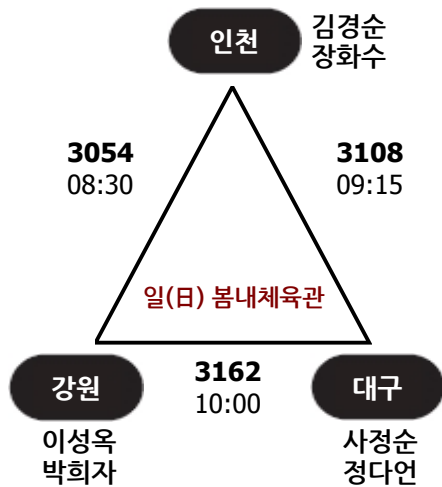 인천
김경순
장화수
3054
08:30
3108
09:15
일(日) 봄내체육관
강원
3162
10:00
대구
이성옥
박희자
사정순
정다언